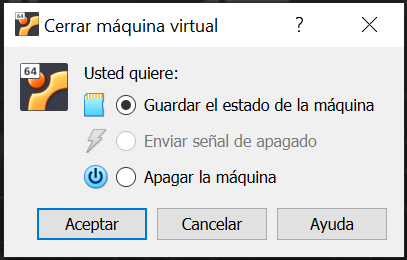 64 Cerrar máquina virtual ? ×
64
Usted quiere:
Guardar el estado de la máquina
Enviar señal de apagado
Apagar la máquina
Aceptar Cancelar Ayuda